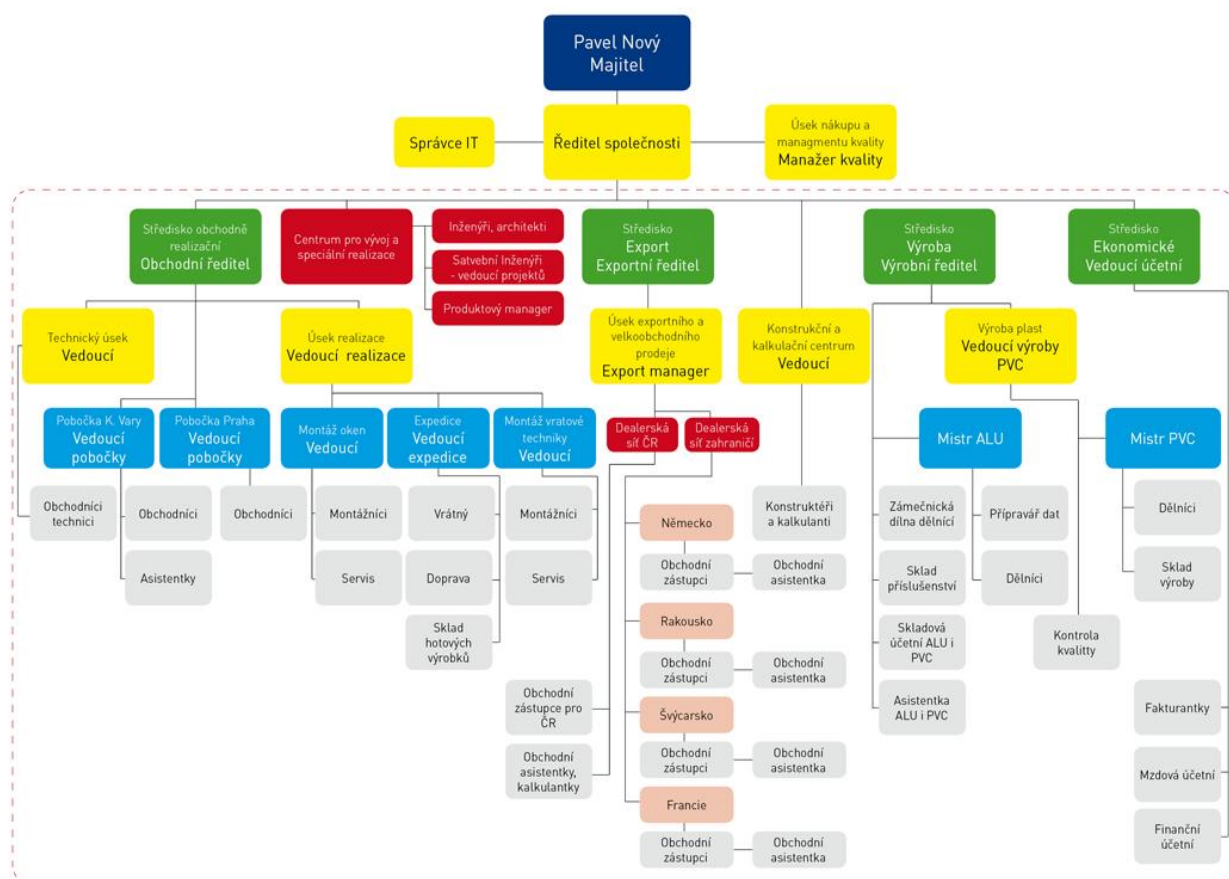 Pavel Nový
Majitel
Správce IT
Ředitel společnosti
Úsek nákupu a
managmentu kvality
Manažer kvality
Středisko obchodně
realizační
Obchodní ředitel
Centrum pro vývoj a
speciální realizace
Inženýři, architekti
Satvební Inženýři
- vedoucí projektů
Produktový manager
Středisko
Export
Exportní ředitel
Středisko
Výroba
Výrobní ředitel
Středisko
Ekonomické
Vedoucí účetní
Technický úsek
Vedoucí
Úsek realizace
Vedoucí realizace
Úsek exportního a
velkoobchodního
prodeje
Export manager
Konstrukční a
kalkulační centrum
Vedoucí
Výroba plast
Vedoucí výroby
PVC
Pobočka K. Vary
Vedoucí
pobočky
Pobočka Praha
Vedoucí
pobočky
Montáž oken
Vedoucí
Expedice
Vedoucí
expedice
Montáž vratové
techniky
Vedoucí
Dealerská
síť ČR
Dealerská
síť zahraničí
Mistr ALU
Mistr PVC
Obchodníci
technici
Obchodníci
Obchodníci
Montážníci
Vrátný
Montážníci
Německo
Konstruktéři
a kalkulanti
Zámečnická
dílna dělnící
Přípravář dat
Dělníci
Asistentky
Servis
Doprava
Servis
Obchodní
zástupci
Obchodní
asistentka
Sklad
příslušenství
Dělníci
Sklad
výroby
Sklad
hotových
výrobků
Rakousko
Skladová
účetní ALU i
PVC
Kontrola
kvalitty
Obchodní
zástupci
Obchodní
asistentka
Obchodní
zástupce pro
ČR
Švýcarsko
Asistentka
ALU i PVC
Fakturantky
Obchodní
asistentky,
kalkulantky
Obchodní
zástupci
Obchodní
asistentka
Mzdová účetní
Francie
Finanční
účetní
Obchodní
zástupci
Obchodní
asistentka